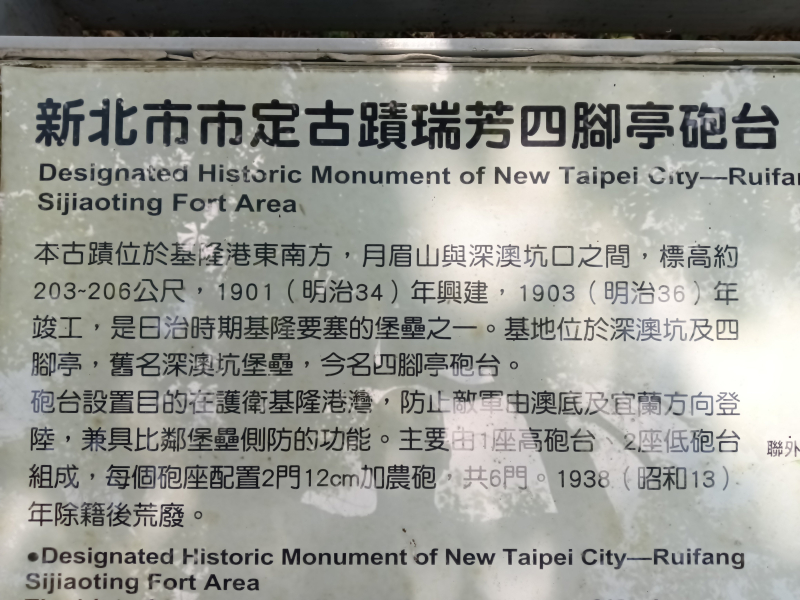 新北市市定古蹟瑞芳四腳亭砲台
Designated Historic Monument of New Taipei City—Ruifan
Sijiaoting Fort Area
本古蹟位於基隆港東南方，月眉山與深澳坑口之間，標高約
203~206公尺，1901（明治34）年興建，1903（明治36）年
竣工，是日治時期基隆要塞的堡壘之一。基地位於深澳坑及四
腳亭，舊名深澳坑堡壘，今名四腳亭砲台。
砲台設置目的在護衛基隆港灣，防止敵軍由澳底及宜蘭方向登
陸，兼具比鄰堡壘側防的功能。主要由1座高砲台、2座低砲台
組成，每個砲座配置2門12cm加農砲，共6門。1938（昭和13）
年除籍後荒廢。
聯外
●Designated Historic Monument of New Taipei City—Ruifang
Sijiaoting Fort Area